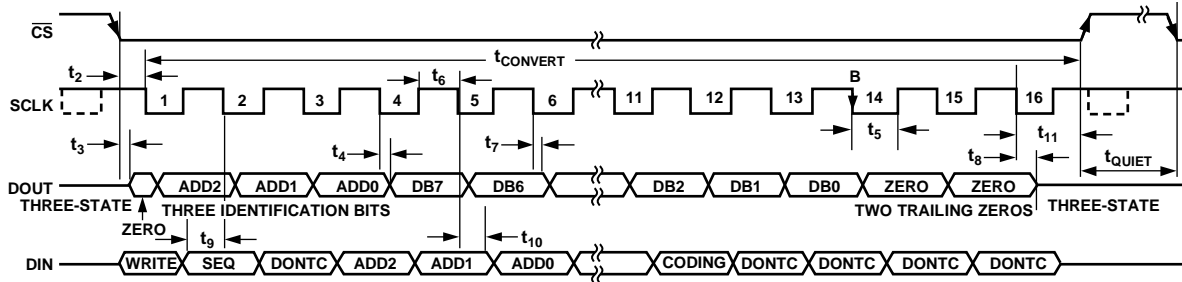 CS
t2
tCONVERT
t6
B
SCLK
1 2 3 4 5 6 11 12 13 14 15 16
t3
t4
t7
t5
t11
t8
tQUIET
DOUT
ADD2 ADD1 ADD0 DB7 DB6 DB2 DB1 DB0 ZERO ZERO
THREE-STATE
THREE IDENTIFICATION BITS
TWO TRAILING ZEROS
THREE-STATE
ZERO
t9
t10
DIN
WRITE SEQ DONTC ADD2 ADD1 ADD0 CODING DONTC DONTC DONTC DONTC